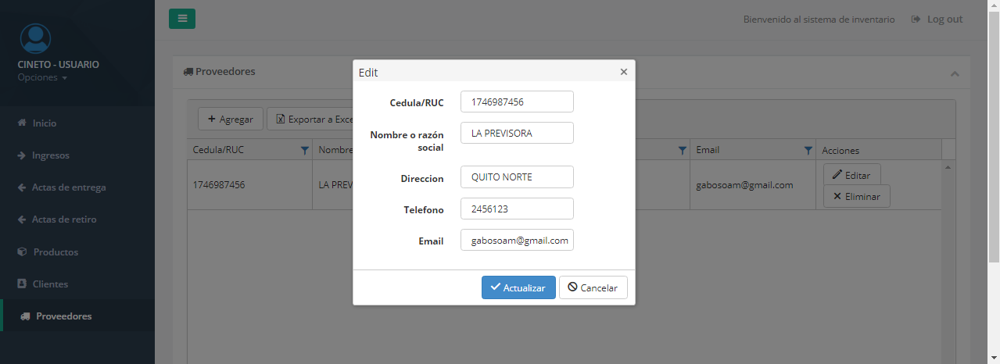 CINETO - USUARIO
Opciones
Inicio
Ingresos
Actas de entrega
Actas de retiro
Productos
Clientes
Proveedores
Bienvenido al sistema de inventario
Log out
Proveedores
Agregar
Exportar a Exce
Cedula/RUC
Nombre
Email
Acciones
1746987456
LA PREV
gabosoam@gmail.com
Editar
Eliminar
Edit
Cedula/RUC
1746987456
Nombre o razón
social
LA PREVISORA
Direccion
QUITO NORTE
Telefono
2456123
Email
gabosoam@gmail.com
Actualizar
Cancelar